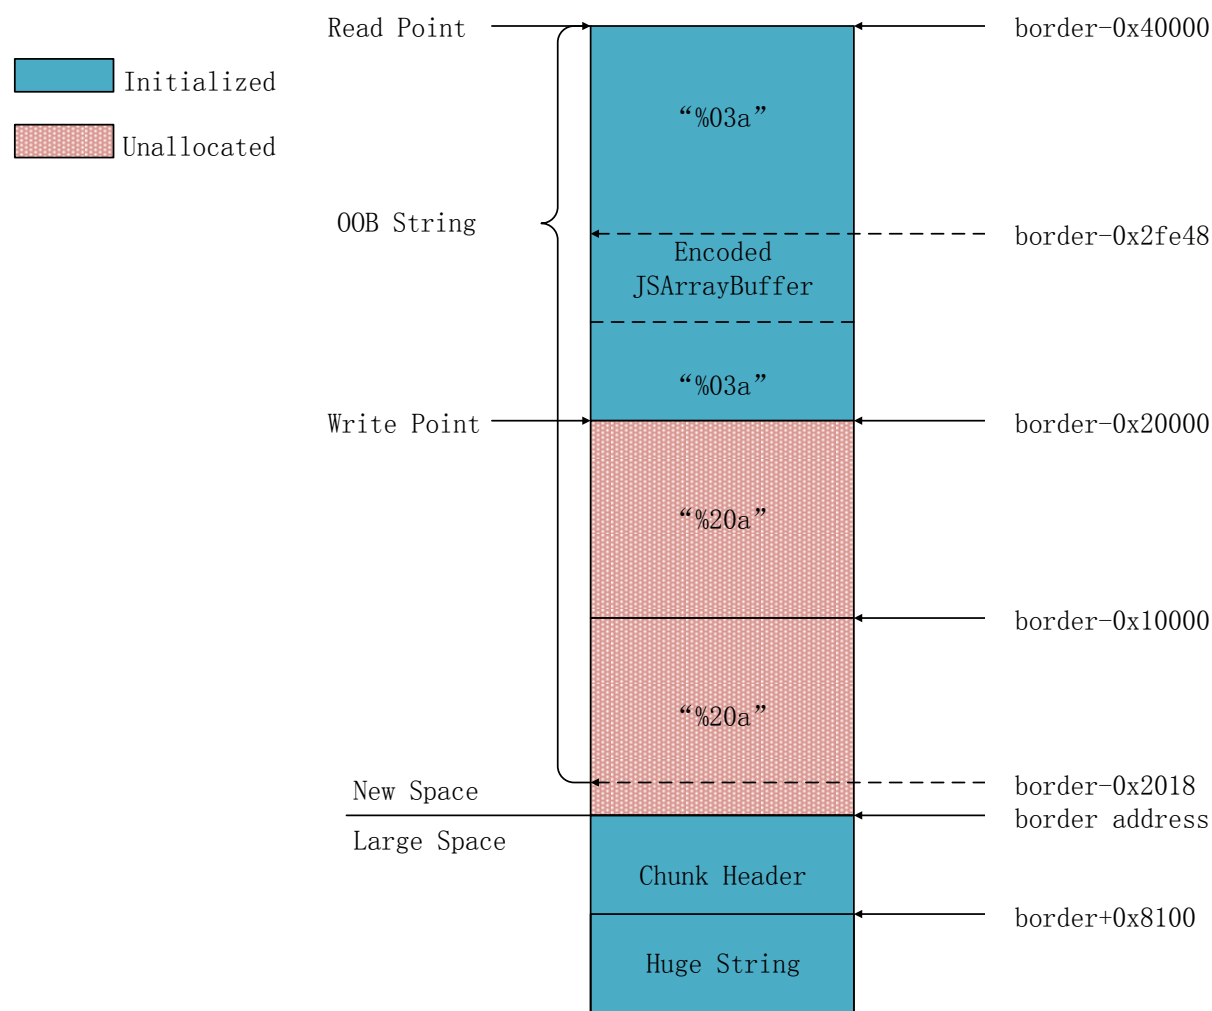 Read Point
border-0x40000
Initialized
“%03a”
Unallocated
OOB String
border-0x2fe48
Encoded
JSArrayBuffer
“%03a”
Write Point
border-0x20000
“%20a”
border-0x10000
“%20a”
border-0x2018
New Space
border address
Large Space
Chunk Header
border+0x8100
Huge String